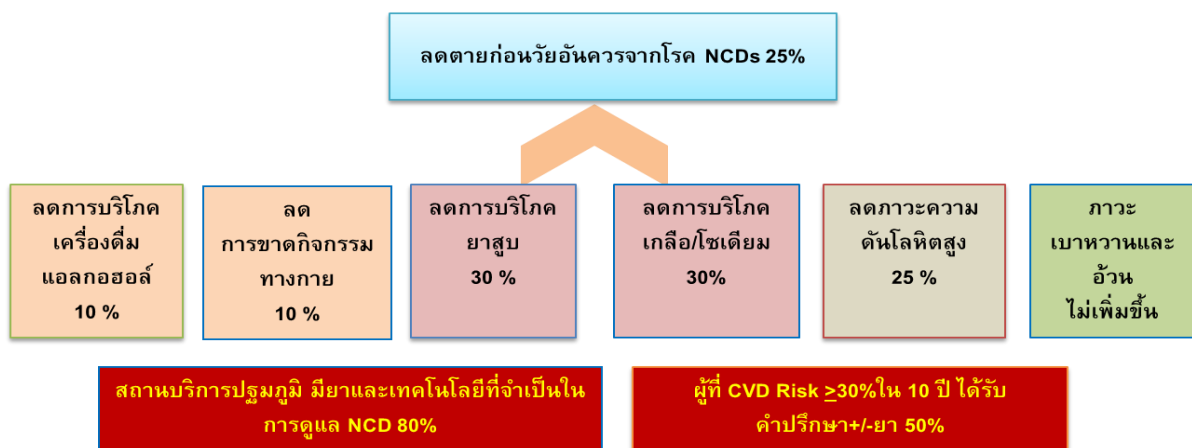 ลดตายก่อนวัยอันควรจากโรค NCDs 25%
ลดการบริโภค
เครื่องดื่ม
แอลกอฮอล์
10 %
ลด
การขาดกิจกรรม
ทางกาย
10 %
ลดการบริโภค
ยาสูบ
30 %
ลดการบริโภค
เกลือ/โซเดียม
30%
ลดภาวะความ
ดันโลหิตสูง
25 %
ภาวะ
เบาหวานและ
อ้วน
ไม่เพิ่มขึ้น
สถานบริการปฐมภูมิ มียาและเทคโนโลยีที่จำเป็นใน
การดูแล NCD 80%
ผู้ที่ CVD Risk ≥30%ใน 10 ปี ได้รับ
คำปรึกษา+/-ยา 50%